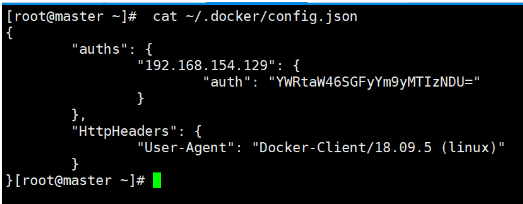 [root@master ~]#  cat ~/.docker/config.json
{
        "auths": {
                "192.168.154.129": {
                        "auth": "YWRtaW46SGFyYm9yMTIzNDU="
                }
        },
        "HttpHeaders": {
                "User-Agent": "Docker-Client/18.09.5 (linux)"
        }
}[root@master ~]#